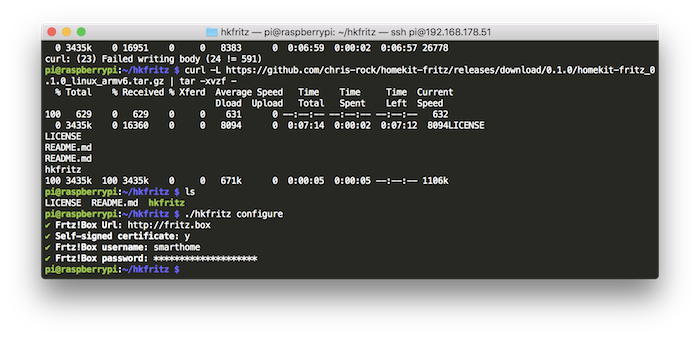 hkfritz — pi@raspberrypi: ~/hkfritz — ssh pi@192.168.178.51
0 3435k 0 16951 0 0 8383 0 0:06:59 0:00:02 0:06:57 26778
curl: (23) Failed writing body (24 != 591)
pi@raspberrypi:~/hkfritz $ curl -L https://github.com/chris-rock/homekit-fritz/releases/download/0.1.0/homekit-fritz_0
.1.0_linux_armv6.tar.gz | tar -xvzf -
% Total % Received % Xferd Average Speed Time Time Time Current
Dload Upload Total Spent Left Speed
100 629 0 629 0 0 631 0 --:--:-- --:--:-- --:--:-- 632
0 3435k 0 16360 0 0 8094 0 0:07:14 0:00:02 0:07:12 8094LICENSE
LICENSE
README.md
README.md
hkfritz
100 3435k 100 3435k 0 0 671k 0 0:00:05 0:00:05 --:--:-- 1106k
pi@raspberrypi:~/hkfritz $ ls
LICENSE README.md hkfritz
pi@raspberrypi:~/hkfritz $ ./hkfritz configure
✔ Frtz!Box Url: http://fritz.box
✔ Self-signed certificate: y
✔ Frtz!Box username: smarthome
✔ Frtz!Box password: ********************
pi@raspberrypi:~/hkfritz $